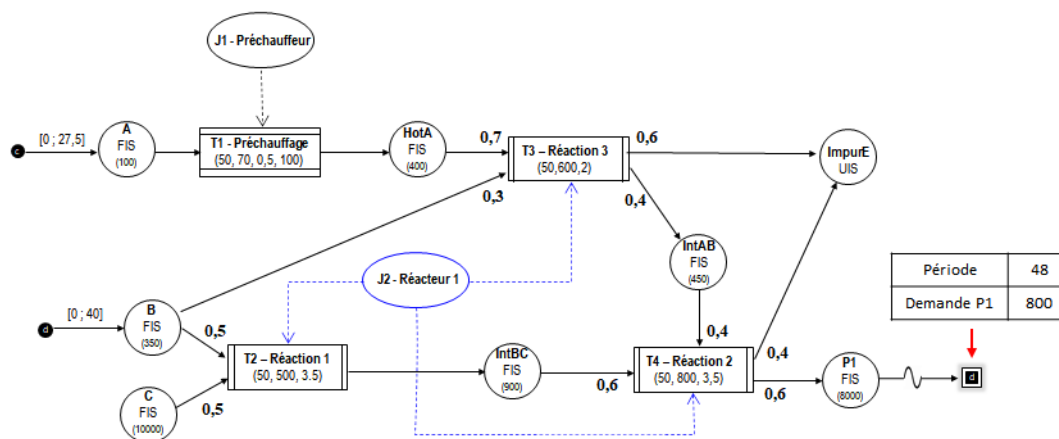 J1 - Préchauffeur
[0 ; 27,5]
c
A
FIS
(100)
T1 - Préchauffage
(50, 70, 0,5, 100)
HotA
FIS
(400)
0,7
T3 – Réaction 3
(50,600,2)
0,6
ImpurE
UIS
0,3
0,4
IntAB
FIS
(450)
J2 - Réacteur 1
Période 48
Demande P1 800
[0 ; 40]
d
B
FIS
(350)
0,5
T2 – Réaction 1
(50, 500, 3.5)
IntBC
FIS
(900)
0,4
T4 – Réaction 2
(50, 800, 3,5)
0,4
P1
FIS
(8000)
d
0,6
0,6
C
FIS
(10000)
0,5